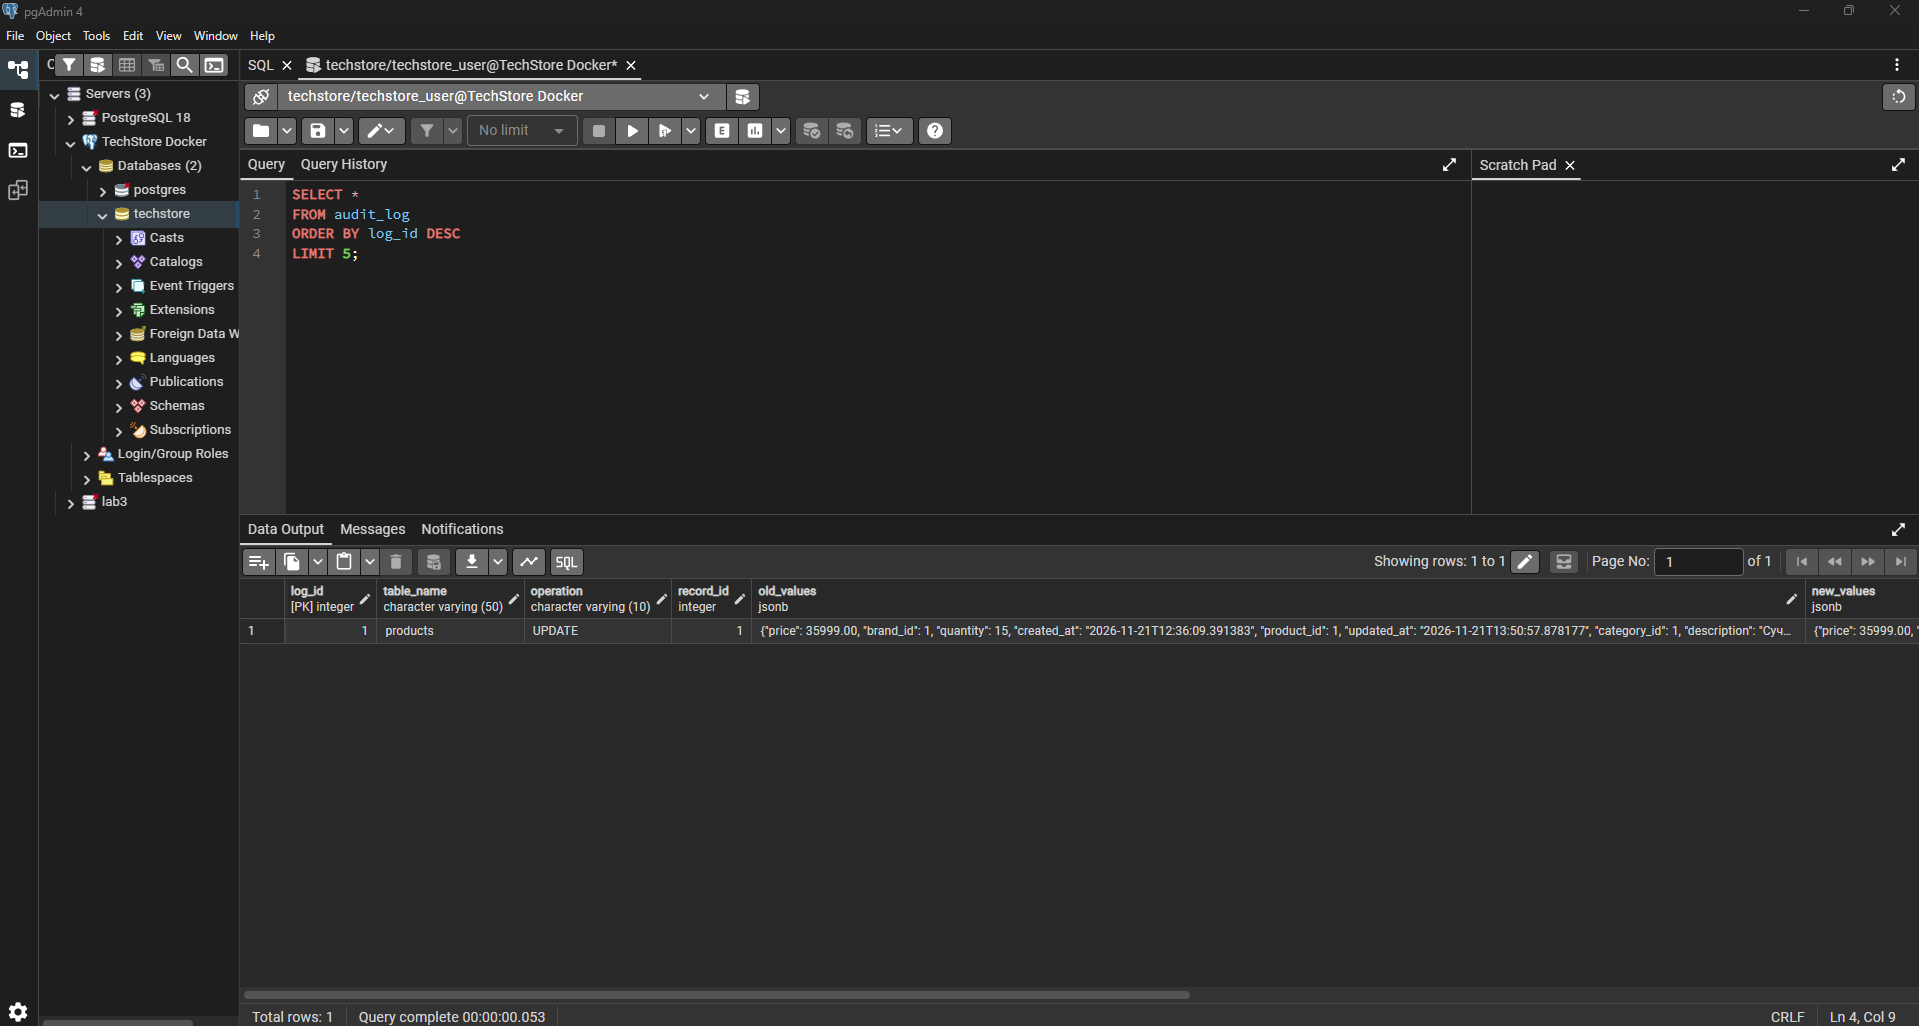 pgAdmin 4
File Object Tools Edit View Window Help
SQL techstore/techstore_user@TechStore Docker*
techstore/techstore_user@TechStore Docker
No limit
Servers (3)
PostgreSQL 18
TechStore Docker
Databases (2)
postgres
techstore
Casts
Catalogs
Event Triggers
Extensions
Foreign Data W
Languages
Publications
Schemas
Subscriptions
Login/Group Roles
Tablespaces
lab3
Query Query History
Scratch Pad
1 SELECT *
2 FROM audit_log
3 ORDER BY log_id DESC
4 LIMIT 5;
Data Output Messages Notifications
SQL Showing rows: 1 to 1 Page No: 1 of 1
log_id table_name operation record_id old_values new_values
[PK] integer character varying (50) character varying (10) integer jsonb jsonb
1 1 products UPDATE 1 {"price": 35999.00, "brand_id": 1, "quantity": 15, "created_at": "2026-11-21T12:36:09.391383", "product_id": 1, "updated_at": "2026-11-21T13:50:57.878177", "category_id": 1, "description": "Суч... {"price": 35999.00, "
Total rows: 1 Query complete 00:00:00.053 CRLF Ln 4, Col 9